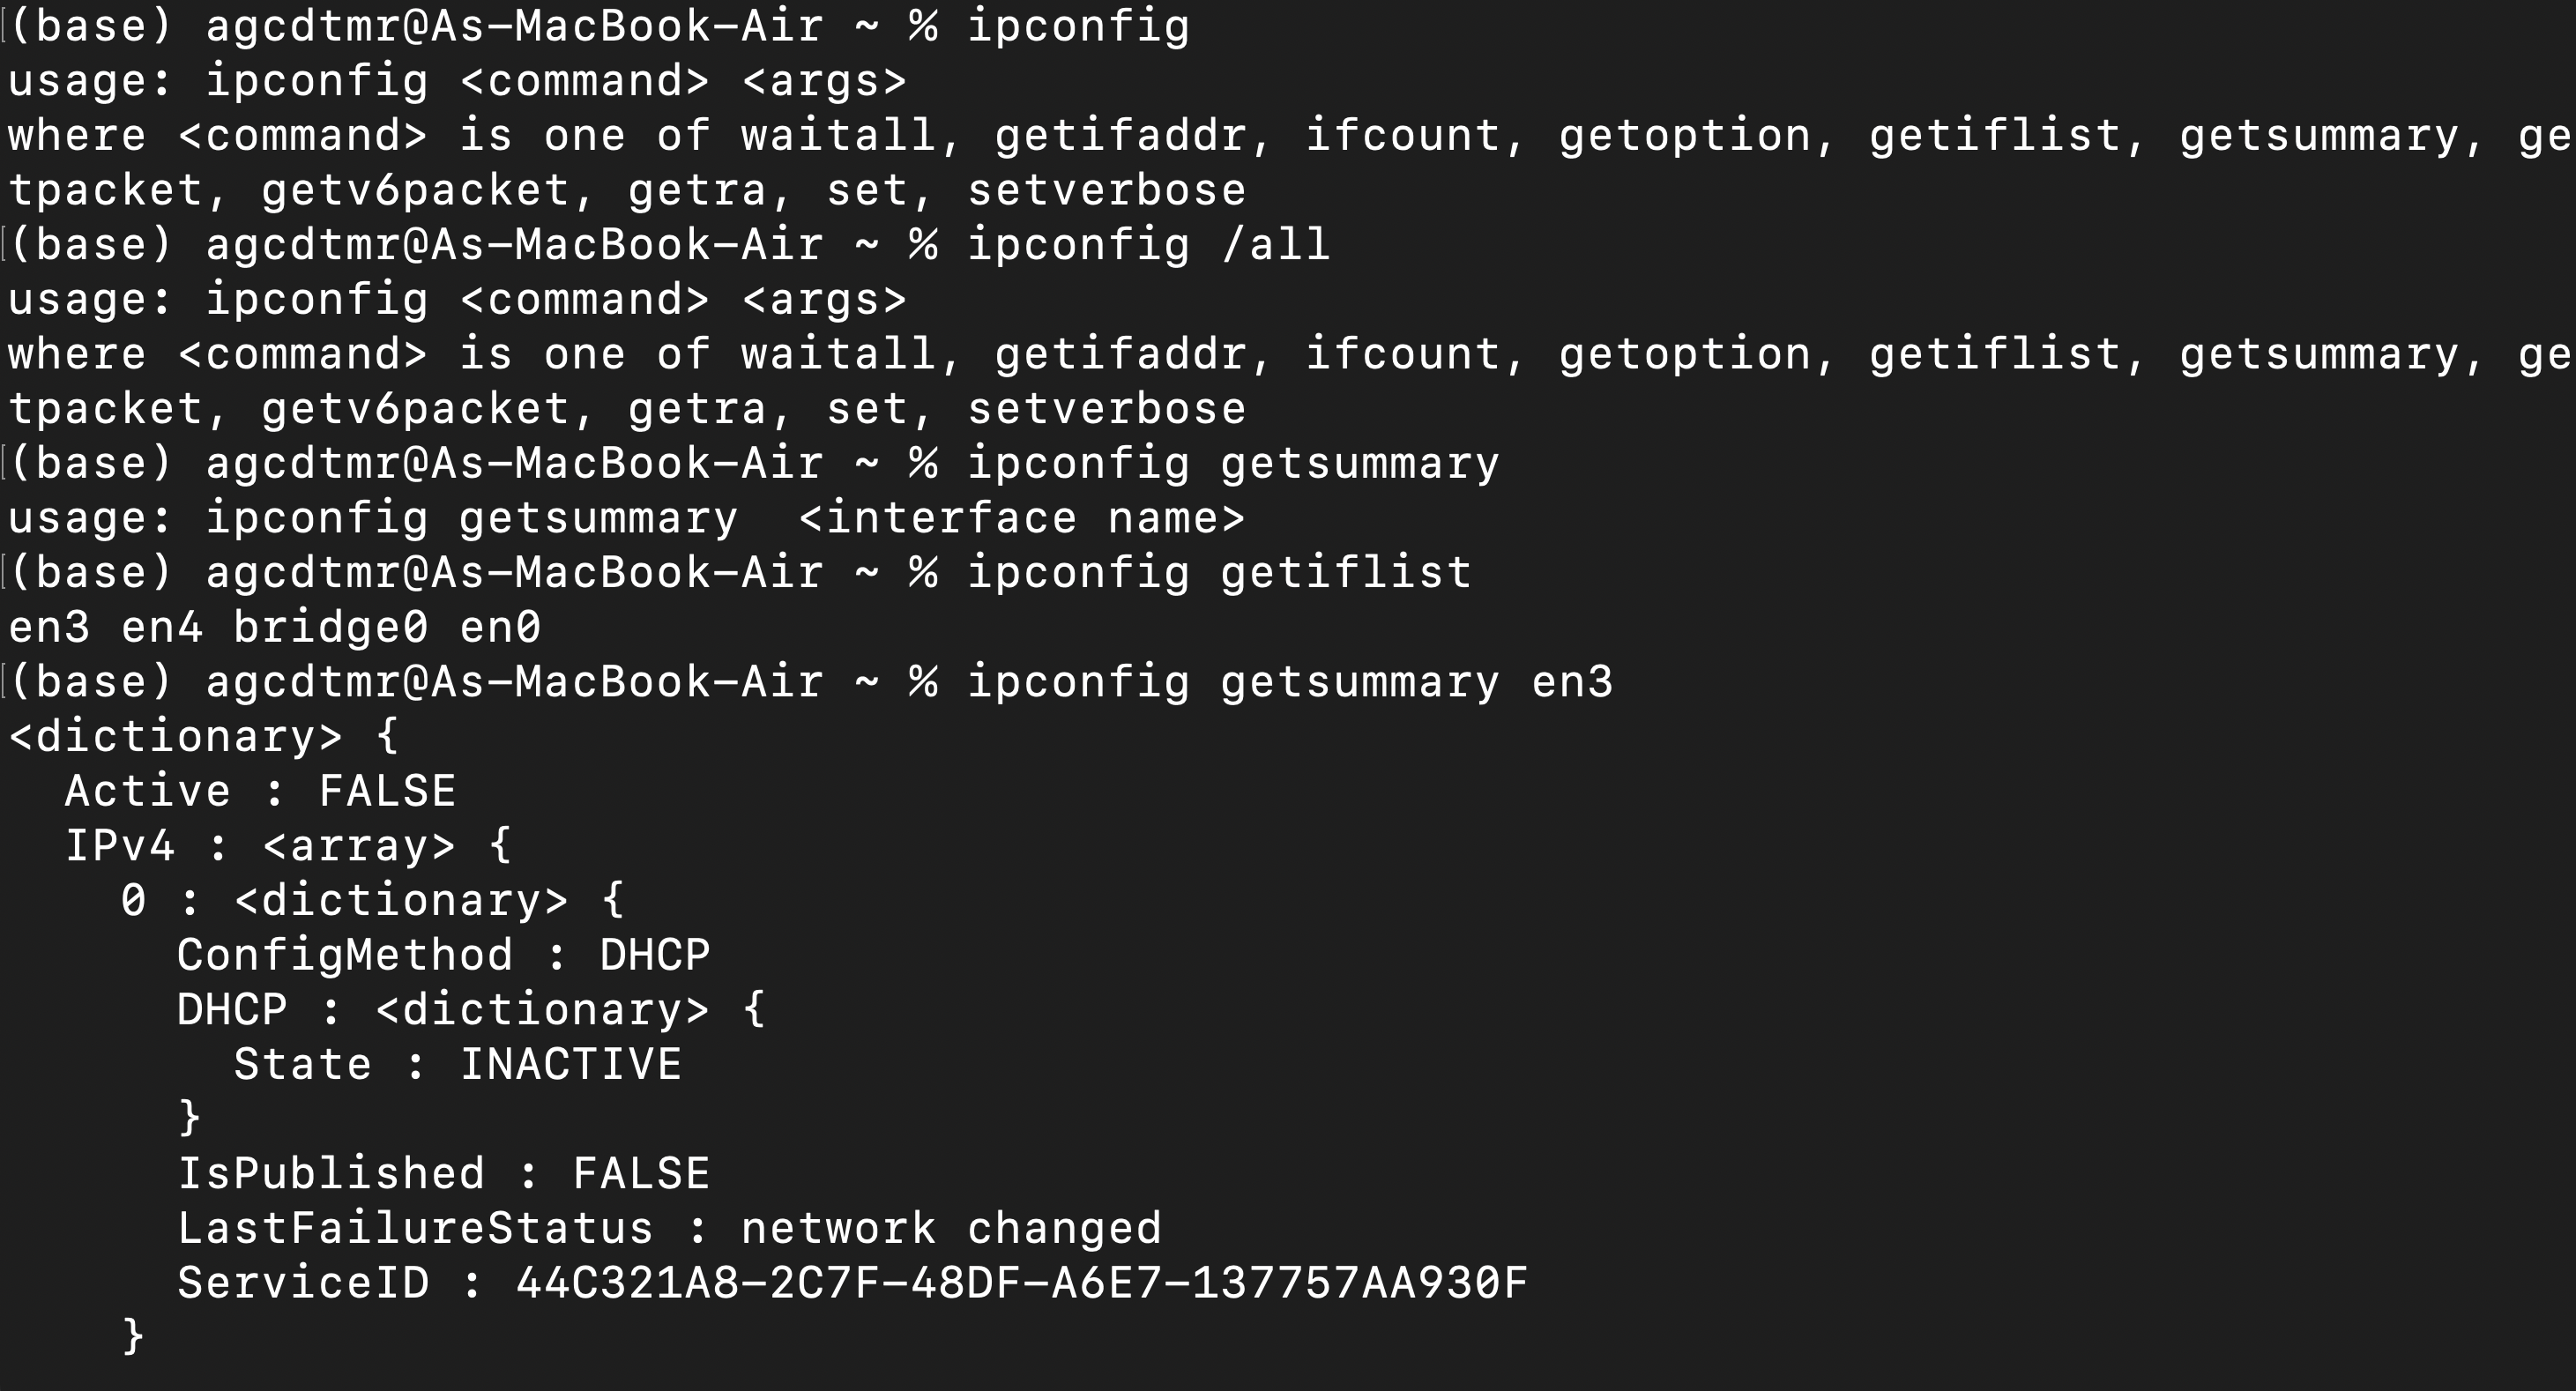 [(base) agcdtmr@As-MacBook-Air ~ % ipconfig
usage: ipconfig <command> <args>
where <command> is one of waitall, getifaddr, ifcount, getoption, getiflist, getsummary, ge
tpacket, getv6packet, getra, set, setverbose
[(base) agcdtmr@As-MacBook-Air ~ % ipconfig /all
usage: ipconfig <command> <args>
where <command> is one of waitall, getifaddr, ifcount, getoption, getiflist, getsummary, ge
tpacket, getv6packet, getra, set, setverbose
[(base) agcdtmr@As-MacBook-Air ~ % ipconfig getsummary
usage: ipconfig getsummary  <interface name>
[(base) agcdtmr@As-MacBook-Air ~ % ipconfig getiflist
en3 en4 bridge0 en0
[(base) agcdtmr@As-MacBook-Air ~ % ipconfig getsummary en3
<dictionary> {
  Active : FALSE
  IPv4 : <array> {
    0 : <dictionary> {
      ConfigMethod : DHCP
      DHCP : <dictionary> {
        State : INACTIVE
      }
      IsPublished : FALSE
      LastFailureStatus : network changed
      ServiceID : 44C321A8-2C7F-48DF-A6E7-137757AA930F
    }